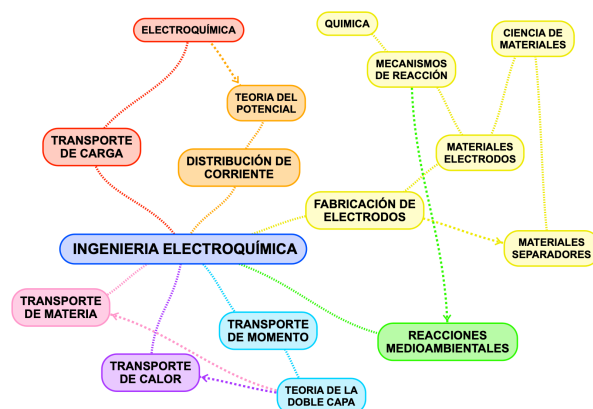 ELECTROQUÍMICA
QUIMICA
CIENCIA DE
MATERIALES
MECANISMOS
DE REACCIÓN
TEORIA DEL
POTENCIAL
TRANSPORTE
DE CARGA
DISTRIBUCIÓN DE
CORRIENTE
MATERIALES
ELECTRODOS
FABRICACIÓN DE
ELECTRODOS
INGENIERIA ELECTROQUÍMICA
MATERIALES
SEPARADORES
TRANSPORTE
DE MATERIA
TRANSPORTE
DE MOMENTO
REACCIONES
MEDIOAMBIENTALES
TRANSPORTE
DE CALOR
TEORIA DE LA
DOBLE CAPA